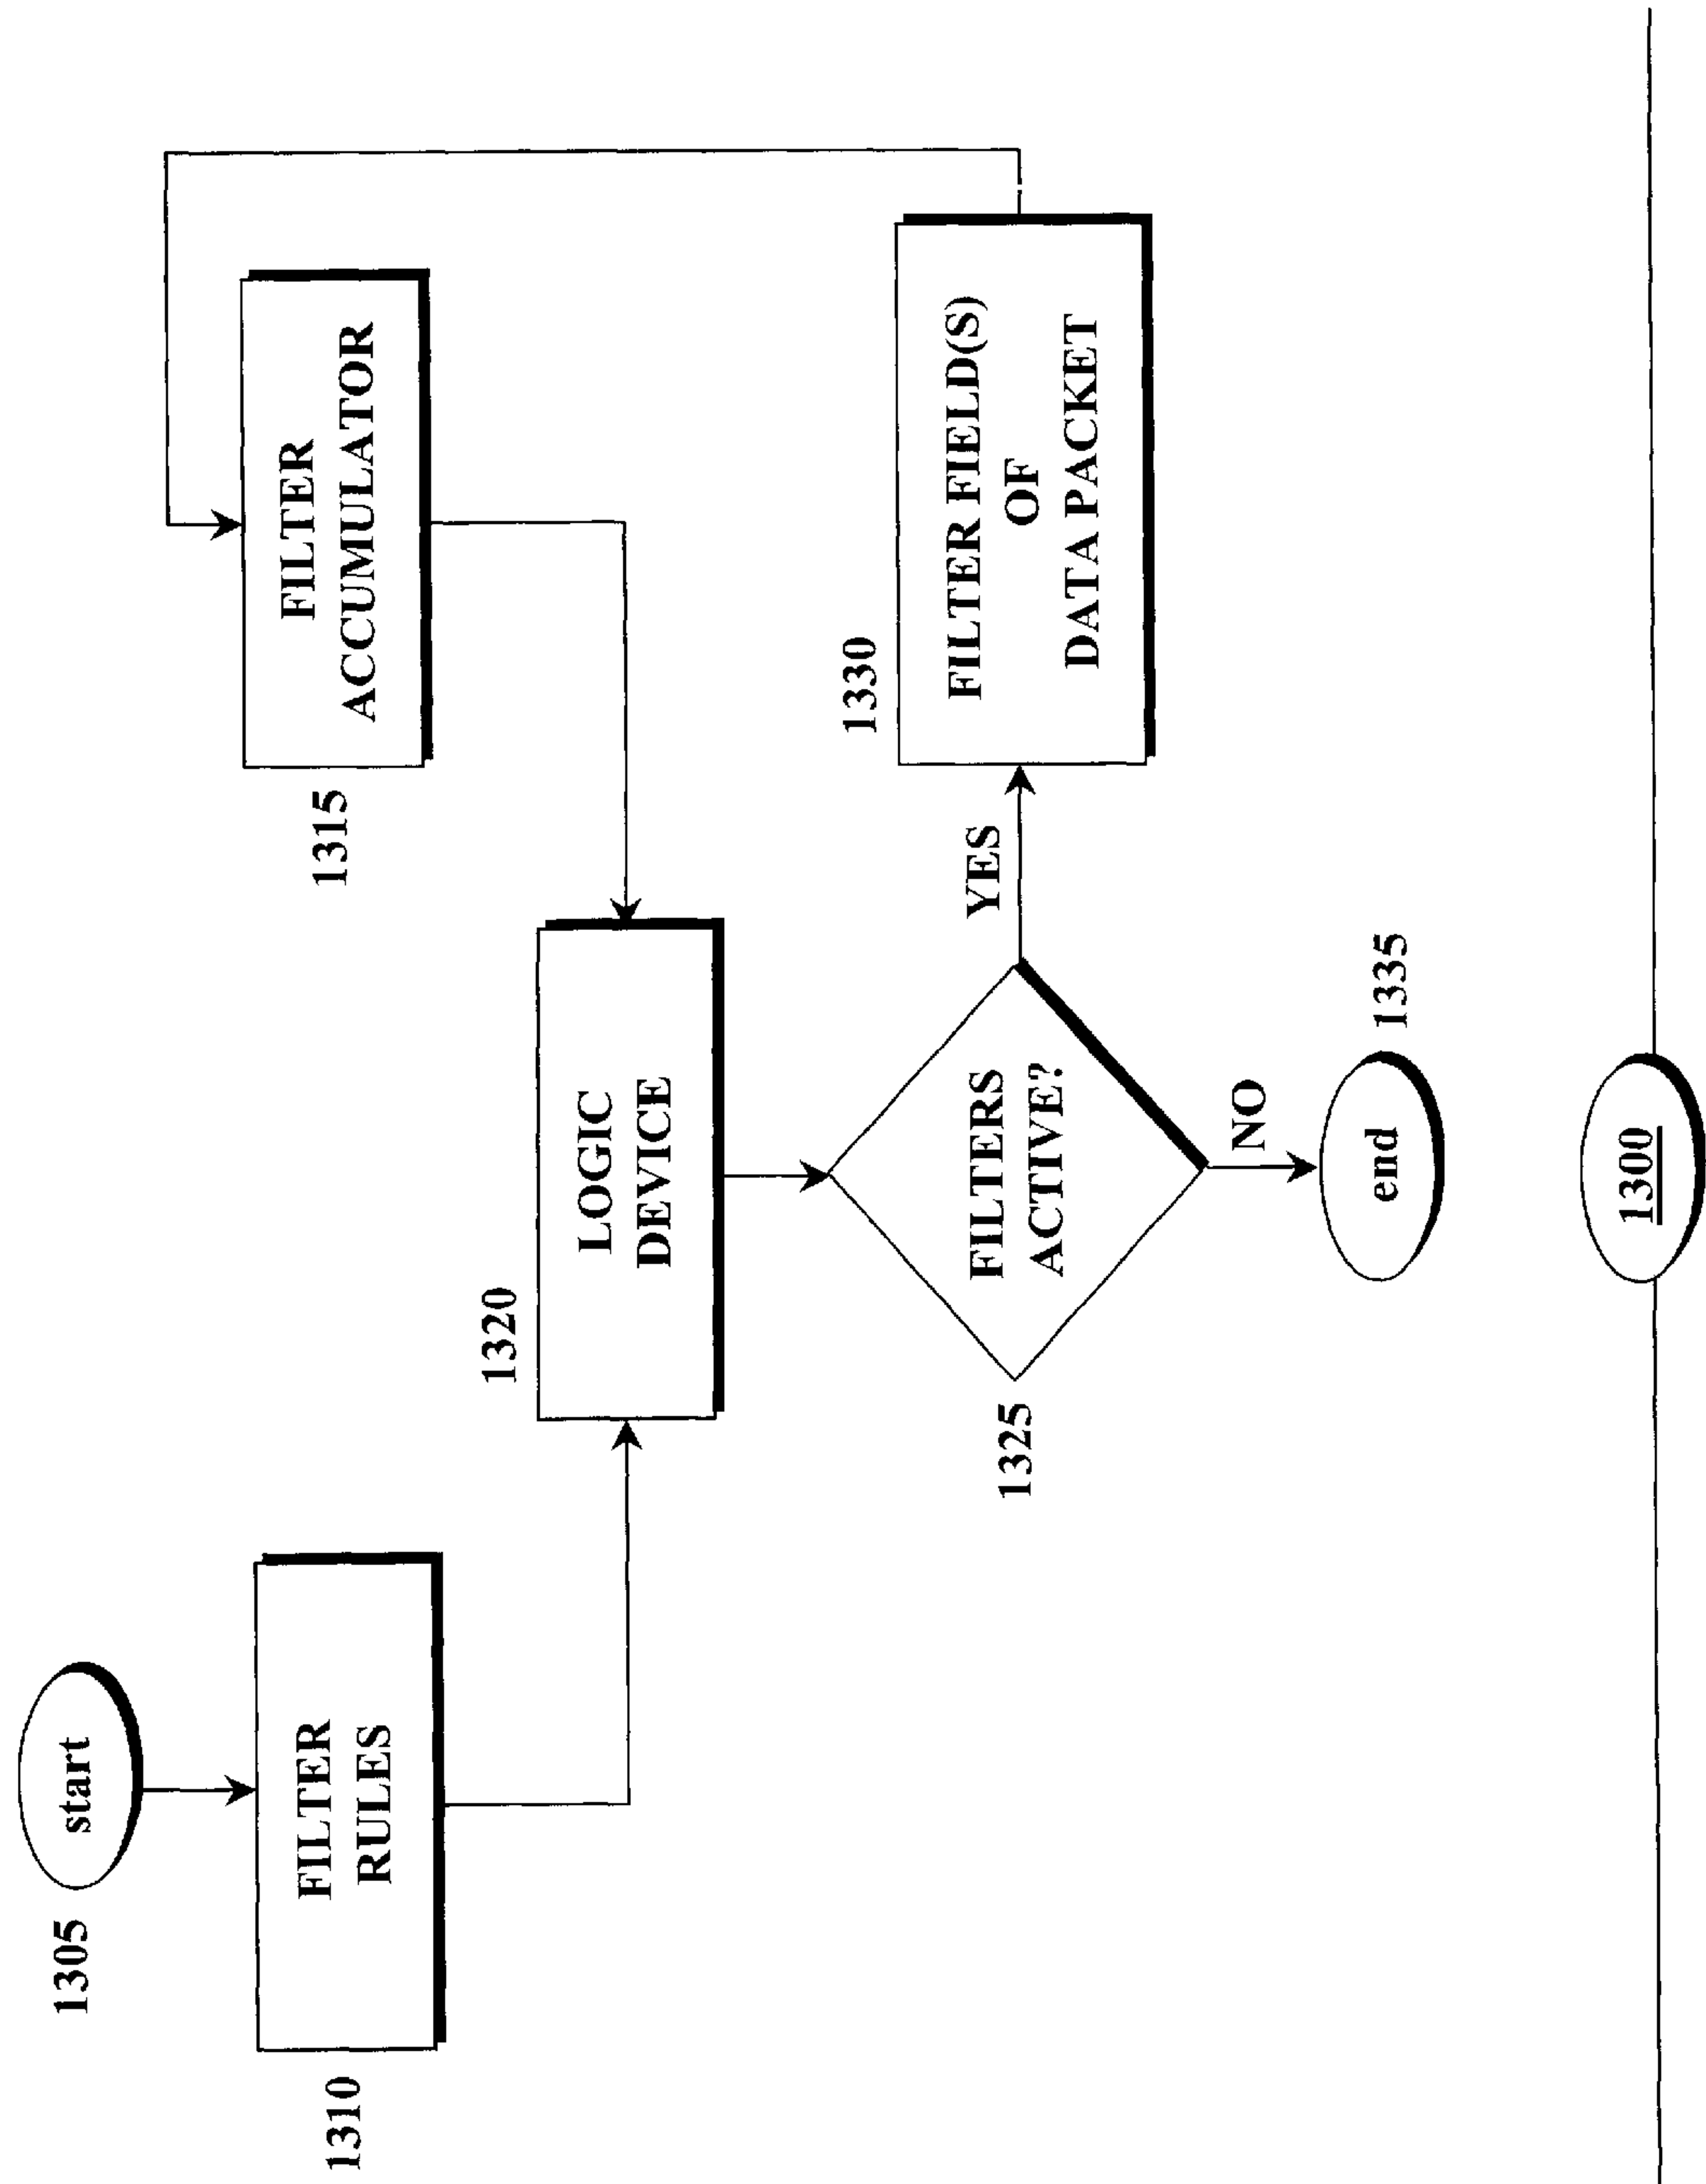 1305
start
1310
FILTER
RULES
1315
FILTER
ACCUMULATOR
1320
LOGIC
DEVICE
1325
FILTERS
ACTIVE?
YES
1330
FILTER FIELD(S)
OF
DATA PACKET
NO
end
1335
1300